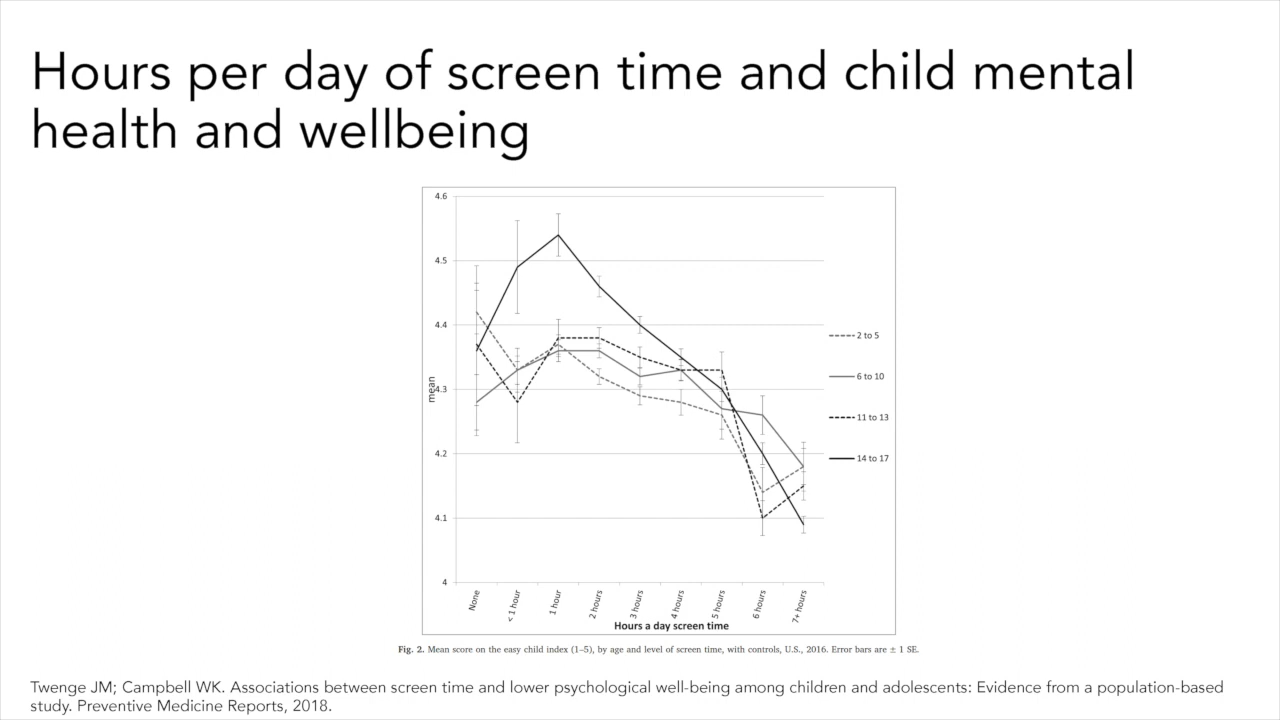 Hours per day of screen time and child mental
health and wellbeing
4.6
4.5
4.4
4.3
4.2
4.1
4
mean
None
< 1 hour
1 hour
2 hours
3 hours
4 hours
5 hours
6 hours
7+ hours
Hours a day screen time
2 to 5
6 to 10
11 to 13
14 to 17
Fig. 2. Mean score on the easy child index (1–5), by age and level of screen time, with controls, U.S., 2016. Error bars are ± 1 SE.
Twenge JM; Campbell WK. Associations between screen time and lower psychological well-being among children and adolescents: Evidence from a population-based
study. Preventive Medicine Reports, 2018.